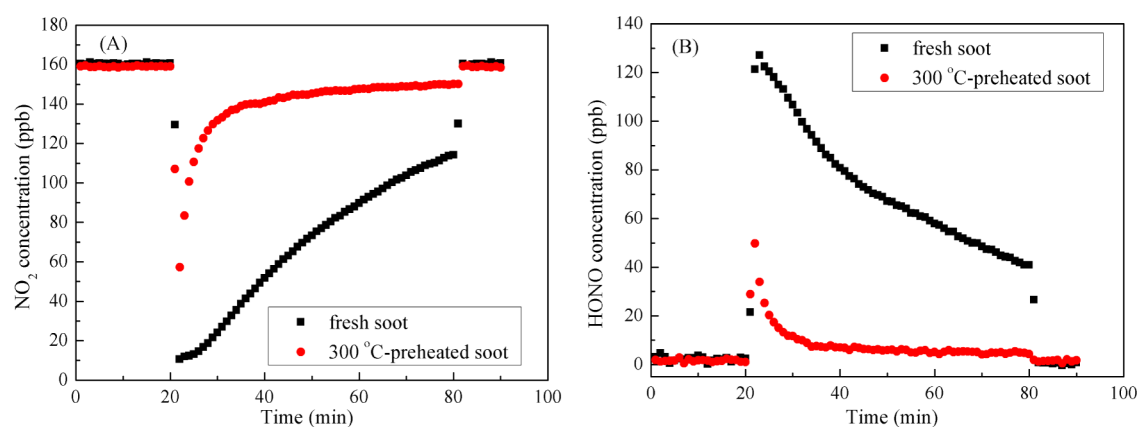 (A)
NO2 concentration (ppb)
180
160
140
120
100
80
60
40
20
0
fresh soot
300 °C-preheated soot
0 20 40 60 80 100
Time (min)
(B)
HONO concentration (ppb)
140
120
100
80
60
40
20
0
fresh soot
300 °C-preheated soot
0 20 40 60 80 100
Time (min)